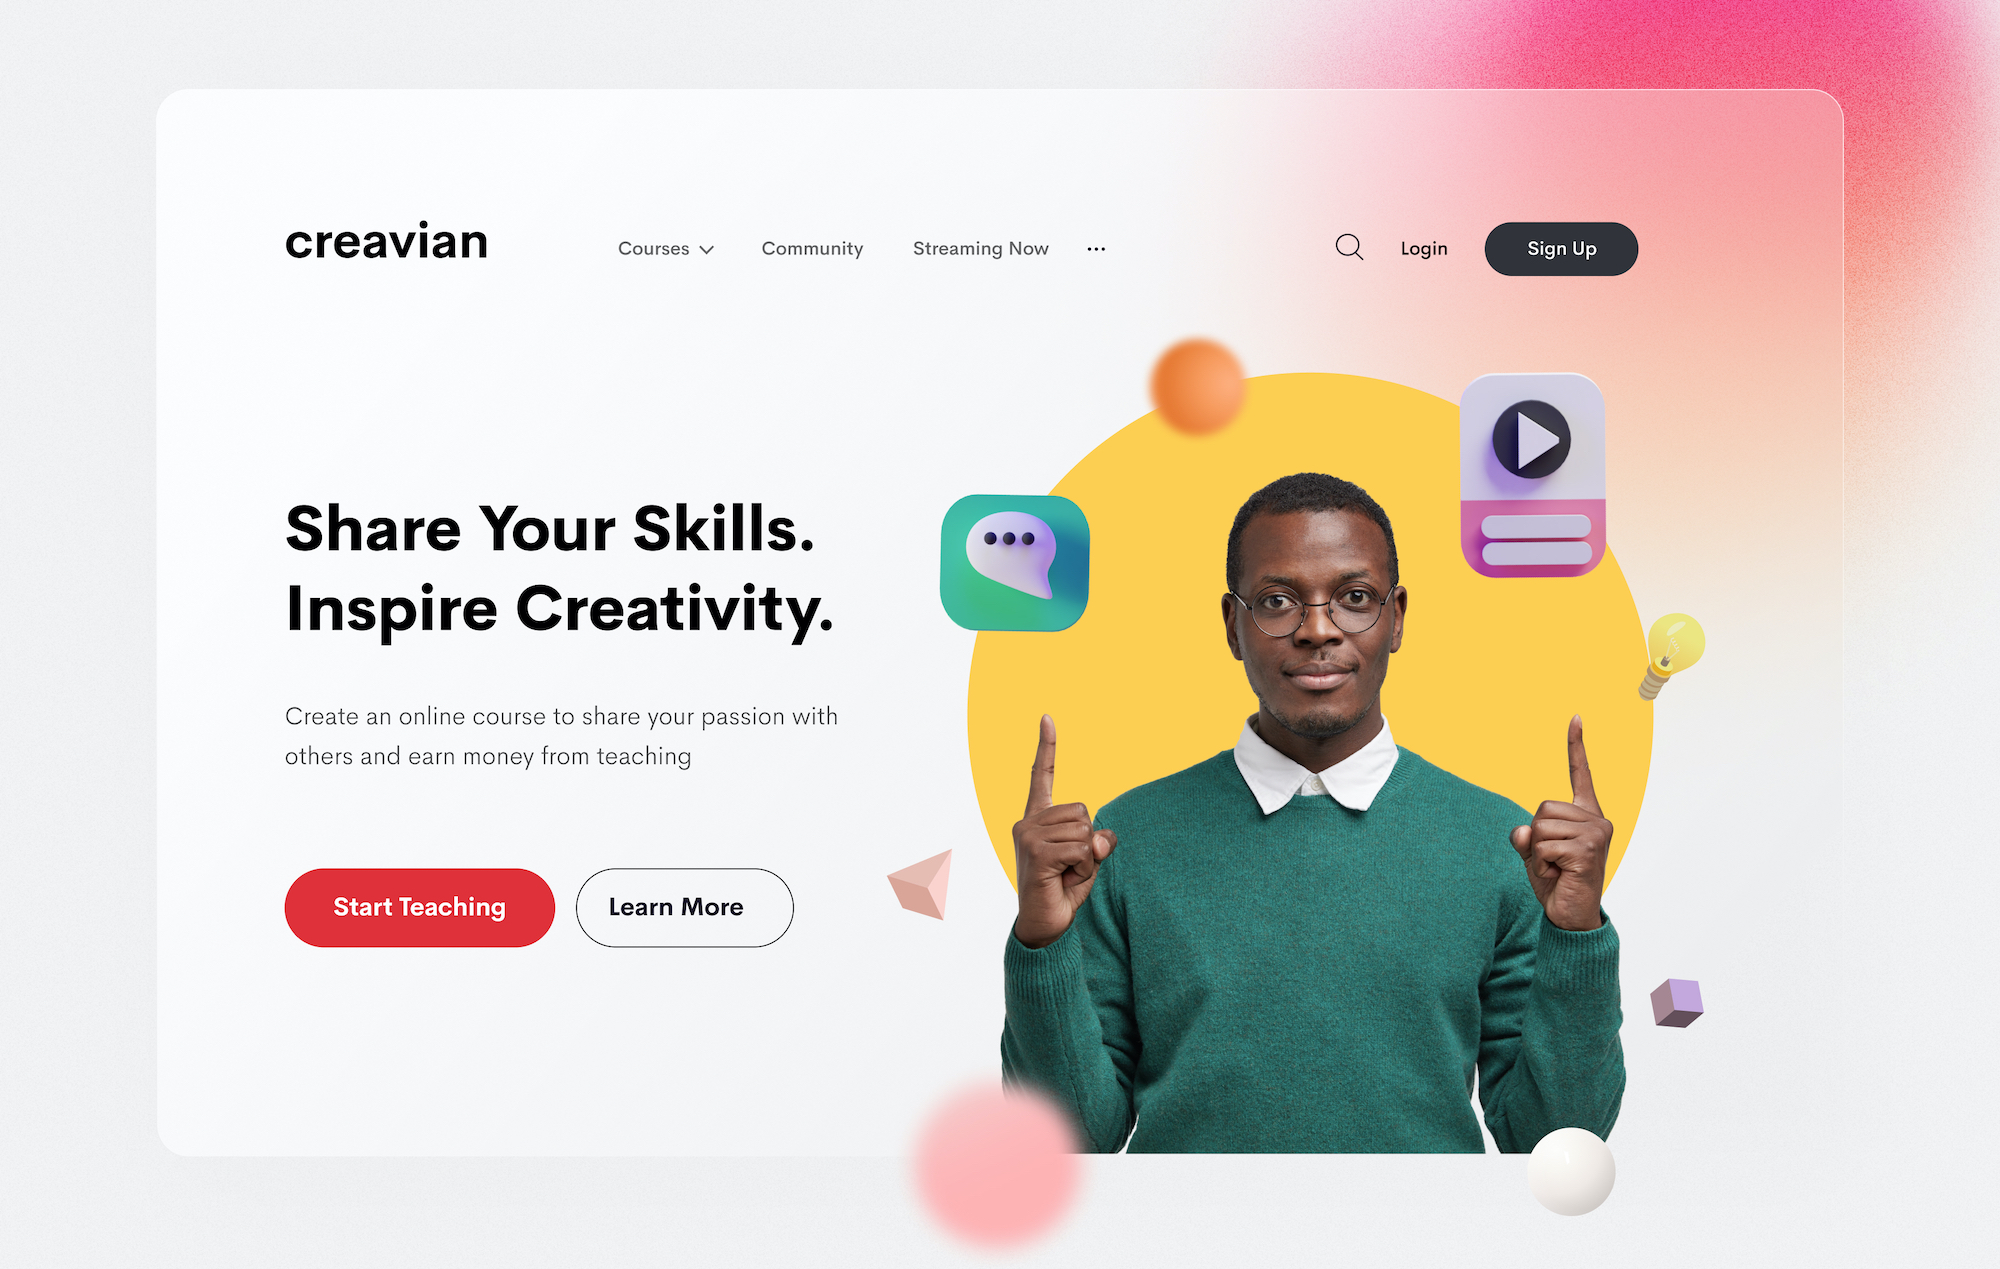 creavian
Courses
Community
Streaming Now
Login
Sign Up
Share Your Skills.
Inspire Creativity.
Create an online course to share your passion with
others and earn money from teaching
Start Teaching
Learn More